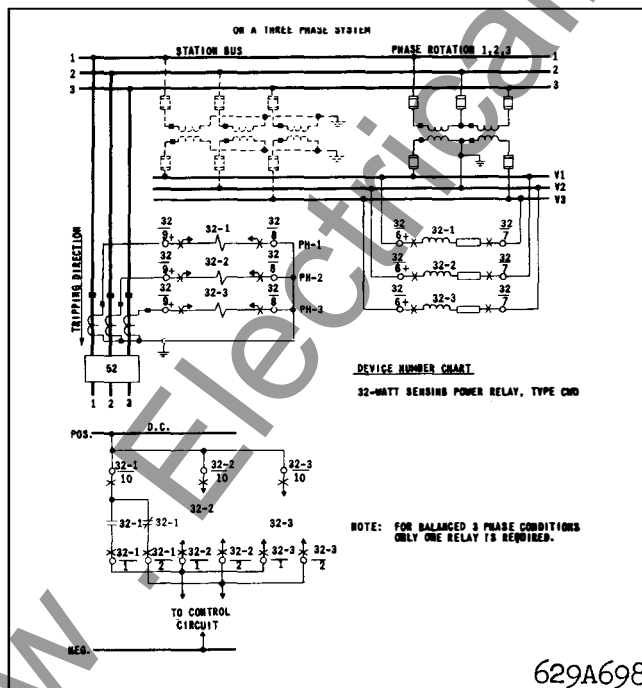 ON A THREE PHASE SYSTEM
STATION BUS PHASE ROTATION 1,2,3
1 1
2 2
3 3
V1
V2
V3
32 32-1 32 PH-1 32 32-1 32
9+ 8 6+ 7
32 32-2 32 PH-2 32 32-2 32
9+ 8 6+ 7
32 32-3 32 PH-3 32 32-3 32
9+ 8 6+ 7
TRIPPING DIRECTION
52
1 2 3
DEVICE NUMBER CHART
32-WATT SENSING POWER RELAY, TYPE CWD
POS. D.C.
32-1 32-2 32-3
10 10 10
32-2
32-1 32-1 32-3
NOTE: FOR BALANCED 3 PHASE CONDITIONS
ONLY ONE RELAY IS REQUIRED.
32-1 32-1 32-2 32-2 32-3 32-3
1 2 1 2 1 2
TO CONTROL
CIRCUIT
NEG.
629A698
w . Electrical